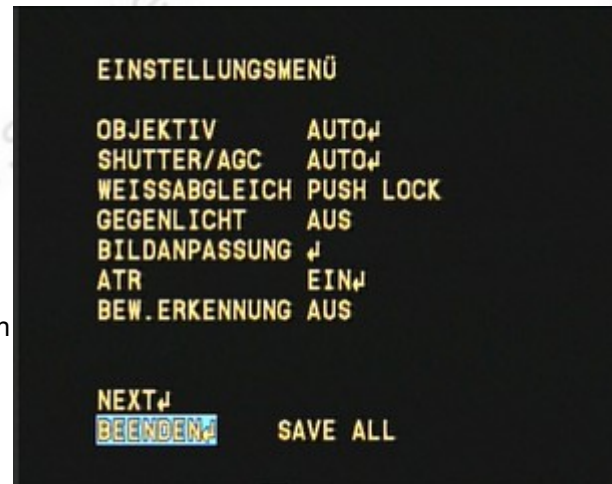 EINSTELLUNGSMENÜ
OBJEKTIV AUTO↵
SHUTTER/AGC AUTO↵
WEISSABGLEICH PUSH LOCK
GEGENLICHT AUS
BILDANPASSUNG ↵
ATR EIN↵
BEW.ERKENNUNG AUS
NEXT↵
BEENDEN↵ SAVE ALL